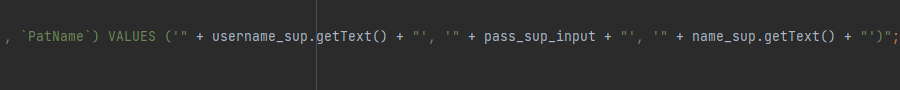 , `PatName`) VALUES ('" + username_sup.getText() + "', '" + pass_sup_input + "', '" + name_sup.getText() + "')";